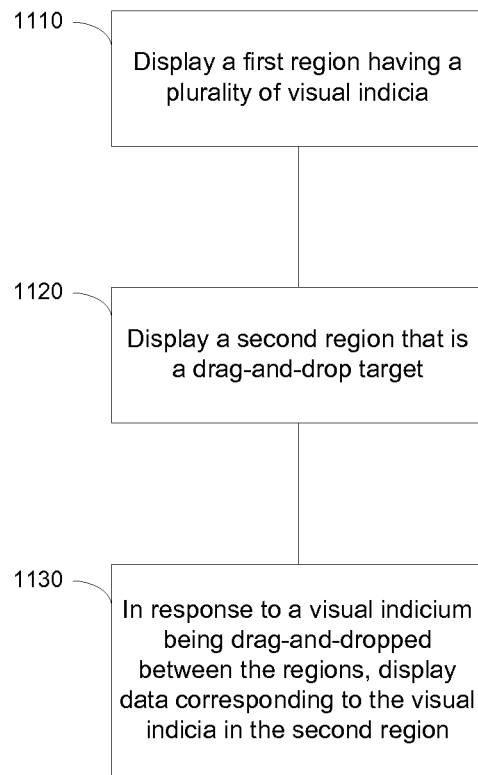 1110
Display a first region having a
plurality of visual indicia
1120
Display a second region that is
a drag-and-drop target
1130
In response to a visual indicium
being drag-and-dropped
between the regions, display
data corresponding to the visual
indicia in the second region